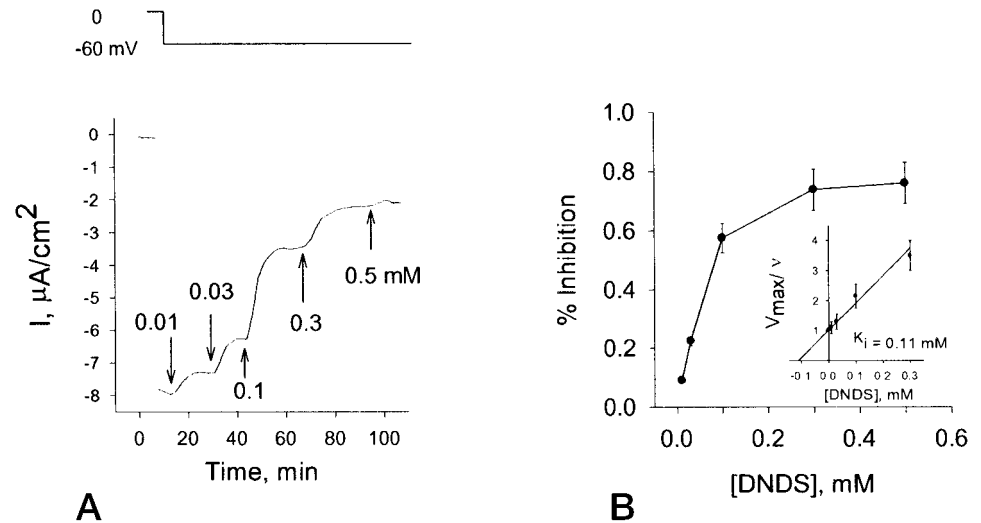 0
-60 mV
0
-1
-2
-3
-4
-5
-6
-7
-8
I, μA/cm2
0.01
0.03
0.1
0.3
0.5 mM
0 20 40 60 80 100
Time, min
A
1.0
0.8
0.6
0.4
0.2
0.0
% Inhibition
0.0 0.2 0.4 0.6
[DNDS], mM
4
3
2
1
Vmax/ ν
Ki = 0.11 mM
-0 1 0 0 0.1 0.2 0.3
[DNDS], mM
B